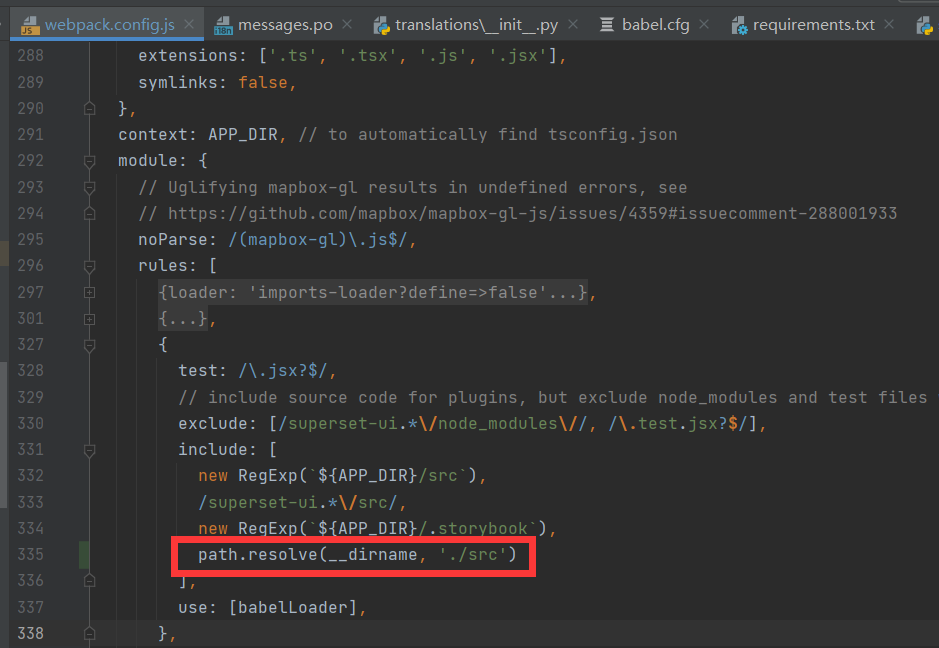 webpack.config.js messages.po translations\__init__.py babel.cfg requirements.txt
288 extensions: ['.ts', '.tsx', '.js', '.jsx'],
289 symlinks: false,
290 },
291 context: APP_DIR, // to automatically find tsconfig.json
292 module: {
293 // Uglifying mapbox-gl results in undefined errors, see
294 // https://github.com/mapbox/mapbox-gl-js/issues/4359#issuecomment-288001933
295 noParse: /(mapbox-gl)\.js$/,
296 rules: [
297 {loader: 'imports-loader?define=>false'...},
301 {...},
327 {
328 test: /\.jsx?$/,
329 // include source code for plugins, but exclude node_modules and test files
330 exclude: [/superset-ui.*\/node_modules\//, /\.test.jsx?$/],
331 include: [
332 new RegExp(`${APP_DIR}/src`),
333 /superset-ui.*\/src/,
334 new RegExp(`${APP_DIR}/.storybook`),
335 path.resolve(__dirname, './src')
336 ],
337 use: [babelLoader],
338 },